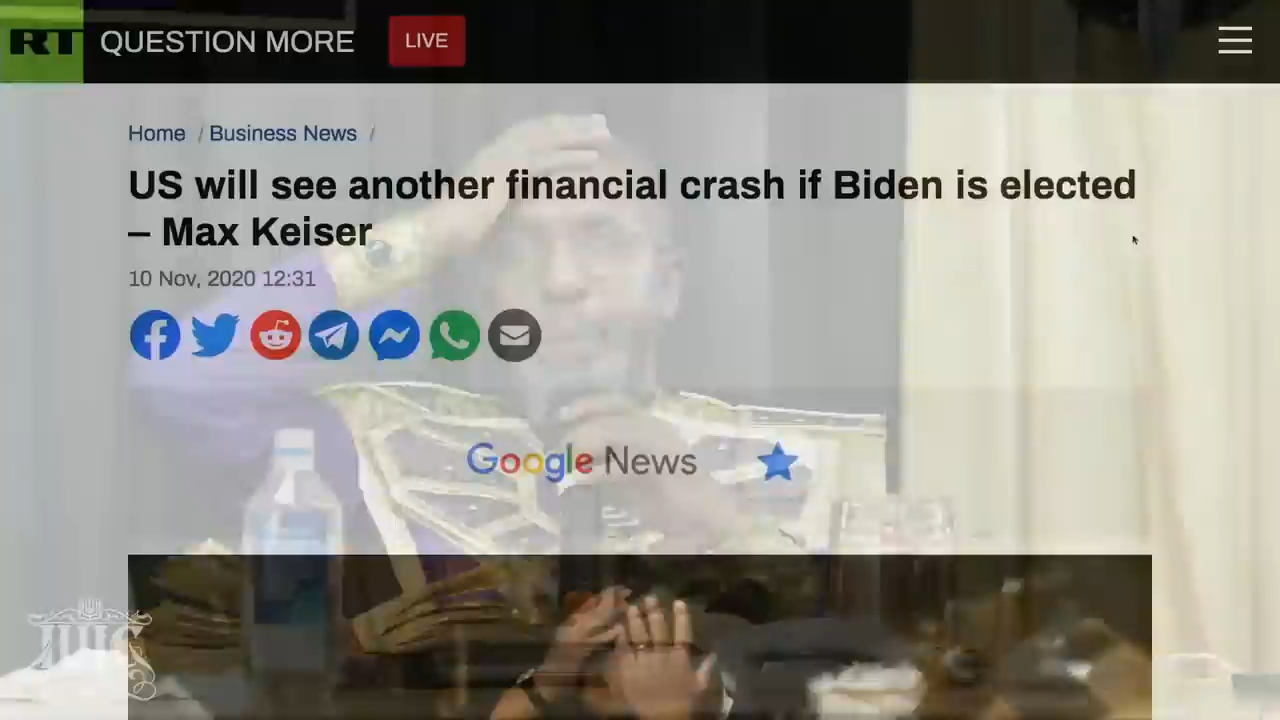 RT QUESTION MORE LIVE
Home / Business News /
US will see another financial crash if Biden is elected
– Max Keiser
10 Nov, 2020 12:31
Google News
IUIC